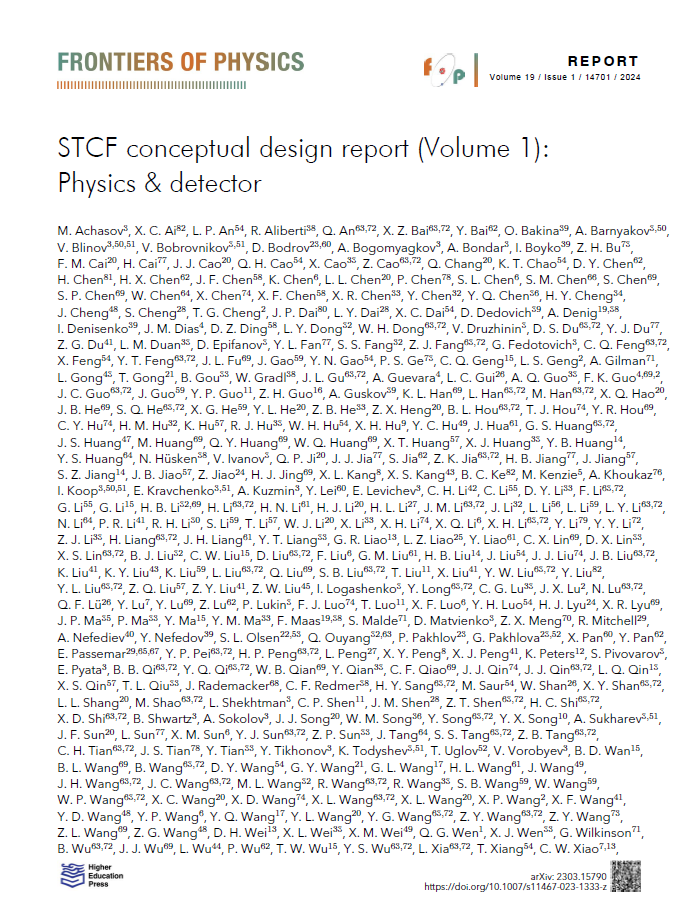 FRONTIERS OF PHYSICS
fop
REPORT
Volume 19 / Issue 1 / 14701 / 2024
STCF conceptual design report (Volume 1):
Physics & detector
M. Achasov³, X. C. Ai⁸², L. P. An⁵⁴, R. Aliberti³⁸, Q. An⁶³,⁷², X. Z. Bai⁶³,⁷², Y. Bai⁶², O. Bakina³⁹, A. Barnyakov³,⁵⁰,
V. Blinov³,⁵⁰,⁵¹, V. Bobrovnikov³,⁵¹, D. Bodrov²³,⁶⁰, A. Bogomyagkov³, A. Bondar³, I. Boyko³⁹, Z. H. Bu⁷³,
F. M. Cai²⁰, H. Cai⁷⁷, J. J. Cao²⁰, Q. H. Cao⁵⁴, X. Cao³³, Z. Cao⁶³,⁷², Q. Chang²⁰, K. T. Chao⁵⁴, D. Y. Chen⁶²,
H. Chen⁸¹, H. X. Chen⁶², J. F. Chen⁵⁸, K. Chen⁶, L. L. Chen²⁰, P. Chen⁷⁸, S. L. Chen⁶, S. M. Chen⁶⁶, S. Chen⁶⁹,
S. P. Chen⁶⁹, W. Chen⁶⁴, X. Chen⁷⁴, X. F. Chen⁵⁸, X. R. Chen³³, Y. Chen³², Y. Q. Chen³⁶, H. Y. Cheng³⁴,
J. Cheng⁴⁸, S. Cheng²⁸, T. G. Cheng², J. P. Dai⁸⁰, L. Y. Dai²⁸, X. C. Dai⁵⁴, D. Dedovich³⁹, A. Denig¹⁹,³⁸,
I. Denisenko³⁹, J. M. Dias⁴, D. Z. Ding⁵⁸, L. Y. Dong³², W. H. Dong⁶³,⁷², V. Druzhinin³, D. S. Du⁶³,⁷², Y. J. Du⁷⁷,
Z. G. Du⁴¹, L. M. Duan³³, D. Epifanov³, Y. L. Fan⁷⁷, S. S. Fang³², Z. J. Fang⁶³,⁷², G. Fedotovich³, C. Q. Feng⁶³,⁷²,
X. Feng⁵⁴, Y. T. Feng⁶³,⁷², J. L. Fu⁶⁹, J. Gao⁵⁹, Y. N. Gao⁵⁴, P. S. Ge⁷³, C. Q. Geng¹⁵, L. S. Geng², A. Gilman⁷¹,
L. Gong⁴³, T. Gong²¹, B. Gou³³, W. Gradl³⁸, J. L. Gu⁶³,⁷², A. Guevara⁴, L. C. Gui²⁶, A. Q. Guo³³, F. K. Guo⁴,⁶⁹,²,
J. C. Guo⁶³,⁷², J. Guo⁵⁹, Y. P. Guo¹¹, Z. H. Guo¹⁶, A. Guskov³⁹, K. L. Han⁶⁹, L. Han⁶³,⁷², M. Han⁶³,⁷², X. Q. Hao²⁰,
J. B. He⁶⁹, S. Q. He⁶³,⁷², X. G. He⁵⁹, Y. L. He²⁰, Z. B. He³³, Z. X. Heng²⁰, B. L. Hou⁶³,⁷², T. J. Hou⁷⁴, Y. R. Hou⁶⁹,
C. Y. Hu⁷⁴, H. M. Hu³², K. Hu⁵⁷, R. J. Hu³³, W. H. Hu⁵⁴, X. H. Hu⁹, Y. C. Hu⁴⁹, J. Hua⁶¹, G. S. Huang⁶³,⁷²,
J. S. Huang⁴⁷, M. Huang⁶⁹, Q. Y. Huang⁶⁹, W. Q. Huang⁶⁹, X. T. Huang⁵⁷, X. J. Huang³³, Y. B. Huang¹⁴,
Y. S. Huang⁶⁴, N. Hüsken³⁸, V. Ivanov³, Q. P. Ji²⁰, J. J. Jia⁷⁷, S. Jia⁶², Z. K. Jia⁶³,⁷², H. B. Jiang⁷⁷, J. Jiang⁵⁷,
S. Z. Jiang¹⁴, J. B. Jiao⁵⁷, Z. Jiao²⁴, H. J. Jing⁶⁹, X. L. Kang⁸, X. S. Kang⁴³, B. C. Ke⁸², M. Kenzie⁵, A. Khoukaz⁷⁶,
I. Koop³,⁵⁰,⁵¹, E. Kravchenko³,⁵¹, A. Kuzmin³, Y. Lei⁶⁰, E. Levichev³, C. H. Li⁴², C. Li⁵⁵, D. Y. Li³³, F. Li⁶³,⁷²,
G. Li⁵⁵, G. Li¹⁵, H. B. Li³²,⁶⁹, H. Li⁶³,⁷², H. N. Li⁶¹, H. J. Li²⁰, H. L. Li²⁷, J. M. Li⁶³,⁷², J. Li³², L. Li⁵⁶, L. Li⁵⁹, L. Y. Li⁶³,⁷²,
N. Li⁶⁴, P. R. Li⁴¹, R. H. Li³⁰, S. Li⁵⁹, T. Li⁵⁷, W. J. Li²⁰, X. Li³³, X. H. Li⁷⁴, X. Q. Li⁶, X. H. Li⁶³,⁷², Y. Li⁷⁹, Y. Y. Li⁷²,
Z. J. Li³³, H. Liang⁶³,⁷², J. H. Liang⁶¹, Y. T. Liang³³, G. R. Liao¹³, L. Z. Liao²⁵, Y. Liao⁶¹, C. X. Lin⁶⁹, D. X. Lin³³,
X. S. Lin⁶³,⁷², B. J. Liu³², C. W. Liu¹⁵, D. Liu⁶³,⁷², F. Liu⁶, G. M. Liu⁶¹, H. B. Liu¹⁴, J. Liu⁵⁴, J. J. Liu⁷⁴, J. B. Liu⁶³,⁷²,
K. Liu⁴¹, K. Y. Liu⁴³, K. Liu⁵⁹, L. Liu⁶³,⁷², Q. Liu⁶⁹, S. B. Liu⁶³,⁷², T. Liu¹¹, X. Liu⁴¹, Y. W. Liu⁶³,⁷², Y. Liu⁸²,
Y. L. Liu⁶³,⁷², Z. Q. Liu⁵⁷, Z. Y. Liu⁴¹, Z. W. Liu⁴⁵, I. Logashenko³, Y. Long⁶³,⁷², C. G. Lu³³, J. X. Lu², N. Lu⁶³,⁷²,
Q. F. Lü²⁶, Y. Lu⁷, Y. Lu⁶⁹, Z. Lu⁶², P. Lukin³, F. J. Luo⁷⁴, T. Luo¹¹, X. F. Luo⁶, Y. H. Luo⁵⁴, H. J. Lyu²⁴, X. R. Lyu⁶⁹,
J. P. Ma³⁵, P. Ma³³, Y. Ma¹⁵, Y. M. Ma³³, F. Maas¹⁹,³⁸, S. Malde⁷¹, D. Matvienko³, Z. X. Meng⁷⁰, R. Mitchell²⁹,
A. Nefediev⁴⁰, Y. Nefedov³⁹, S. L. Olsen²²,⁵³, Q. Ouyang³²,⁶³, P. Pakhlov²³, G. Pakhlova²³,⁵², X. Pan⁶⁰, Y. Pan⁶²,
E. Passemar²⁹,⁶⁵,⁶⁷, Y. P. Pei⁶³,⁷², H. P. Peng⁶³,⁷², L. Peng²⁷, X. Y. Peng⁸, X. J. Peng⁴¹, K. Peters¹², S. Pivovarov³,
E. Pyata³, B. B. Qi⁶³,⁷², Y. Q. Qi⁶³,⁷², W. B. Qian⁶⁹, Y. Qian³³, C. F. Qiao⁶⁹, J. J. Qin⁷⁴, J. J. Qin⁶³,⁷², L. Q. Qin¹³,
X. S. Qin⁵⁷, T. L. Qiu³³, J. Rademacker⁶⁸, C. F. Redmer³⁸, H. Y. Sang⁶³,⁷², M. Saur⁵⁴, W. Shan²⁶, X. Y. Shan⁶³,⁷²,
L. L. Shang²⁰, M. Shao⁶³,⁷², L. Shekhtman³, C. P. Shen¹¹, J. M. Shen²⁸, Z. T. Shen⁶³,⁷², H. C. Shi⁶³,⁷²,
X. D. Shi⁶³,⁷², B. Shwartz³, A. Sokolov³, J. J. Song²⁰, W. M. Song³⁶, Y. Song⁶³,⁷², Y. X. Song¹⁰, A. Sukharev³,⁵¹,
J. F. Sun²⁰, L. Sun⁷⁷, X. M. Sun⁶, Y. J. Sun⁶³,⁷², Z. P. Sun³³, J. Tang⁶⁴, S. S. Tang⁶³,⁷², Z. B. Tang⁶³,⁷²,
C. H. Tian⁶³,⁷², J. S. Tian⁷⁸, Y. Tian³³, Y. Tikhonov³, K. Todyshev³,⁵¹, T. Uglov⁵², V. Vorobyev³, B. D. Wan¹⁵,
B. L. Wang⁶⁹, B. Wang⁶³,⁷², D. Y. Wang⁵⁴, G. Y. Wang²¹, G. L. Wang¹⁷, H. L. Wang⁶¹, J. Wang⁴⁹,
J. H. Wang⁶³,⁷², J. C. Wang⁶³,⁷², M. L. Wang³², R. Wang⁶³,⁷², R. Wang³³, S. B. Wang⁵⁹, W. Wang⁵⁹,
W. P. Wang⁶³,⁷², X. C. Wang²⁰, X. D. Wang⁷⁴, X. L. Wang⁶³,⁷², X. L. Wang²⁰, X. P. Wang², X. F. Wang⁴¹,
Y. D. Wang⁴⁸, Y. P. Wang⁶, Y. Q. Wang¹⁷, Y. L. Wang²⁰, Y. G. Wang⁶³,⁷², Z. Y. Wang⁶³,⁷², Z. Y. Wang⁷³,
Z. L. Wang⁶⁹, Z. G. Wang⁴⁸, D. H. Wei¹³, X. L. Wei³³, X. M. Wei⁴⁹, Q. G. Wen¹, X. J. Wen³³, G. Wilkinson⁷¹,
B. Wu⁶³,⁷², J. J. Wu⁶⁹, L. Wu⁴⁴, P. Wu⁶², T. W. Wu¹⁵, Y. S. Wu⁶³,⁷², L. Xia⁶³,⁷², T. Xiang⁵⁴, C. W. Xiao⁷,¹³,
Higher
Education
Press
arXiv: 2303.15790
https://doi.org/10.1007/s11467-023-1333-z